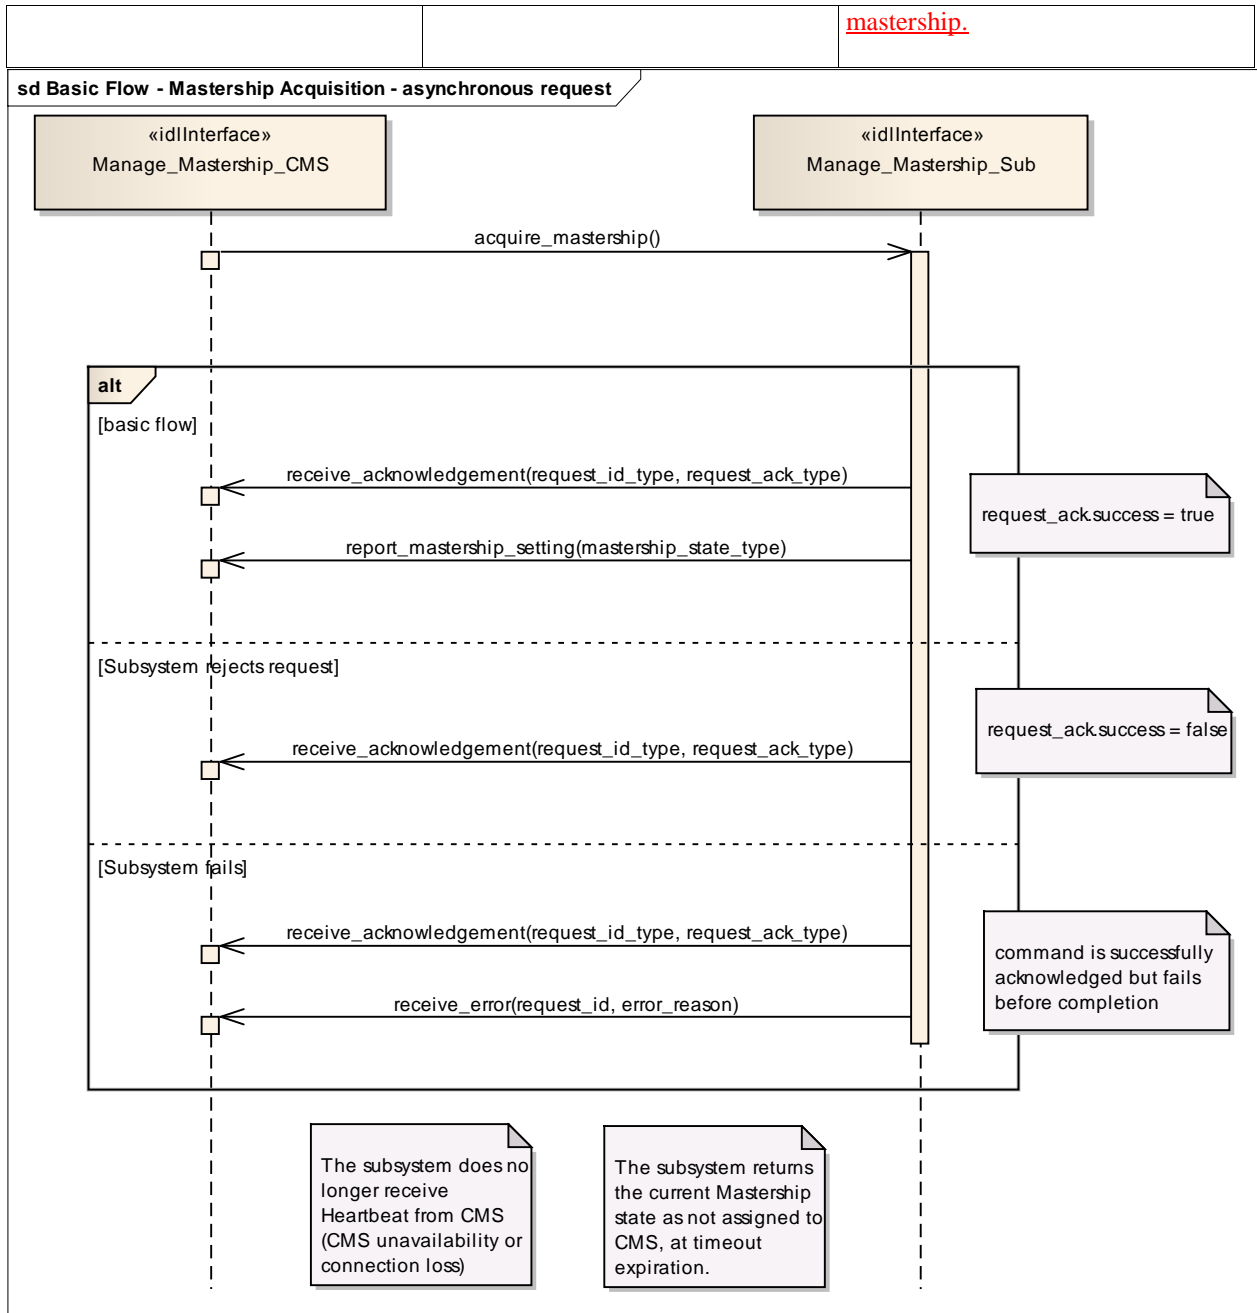 mastership.
sd Basic Flow - Mastership Acquisition - asynchronous request
«idlInterface»
Manage_Mastership_CMS
«idlInterface»
Manage_Mastership_Sub
acquire_mastership()
alt
[basic flow]
receive_acknowledgement(request_id_type, request_ack_type)
request_ack.success = true
report_mastership_setting(mastership_state_type)
[Subsystem rejects request]
request_ack.success = false
receive_acknowledgement(request_id_type, request_ack_type)
[Subsystem fails]
receive_acknowledgement(request_id_type, request_ack_type)
command is successfully
acknowledged but fails
before completion
receive_error(request_id, error_reason)
The subsystem does no
longer receive
Heartbeat from CMS
(CMS unavailability or
connection loss)
The subsystem returns
the current Mastership
state as not assigned to
CMS, at timeout
expiration.